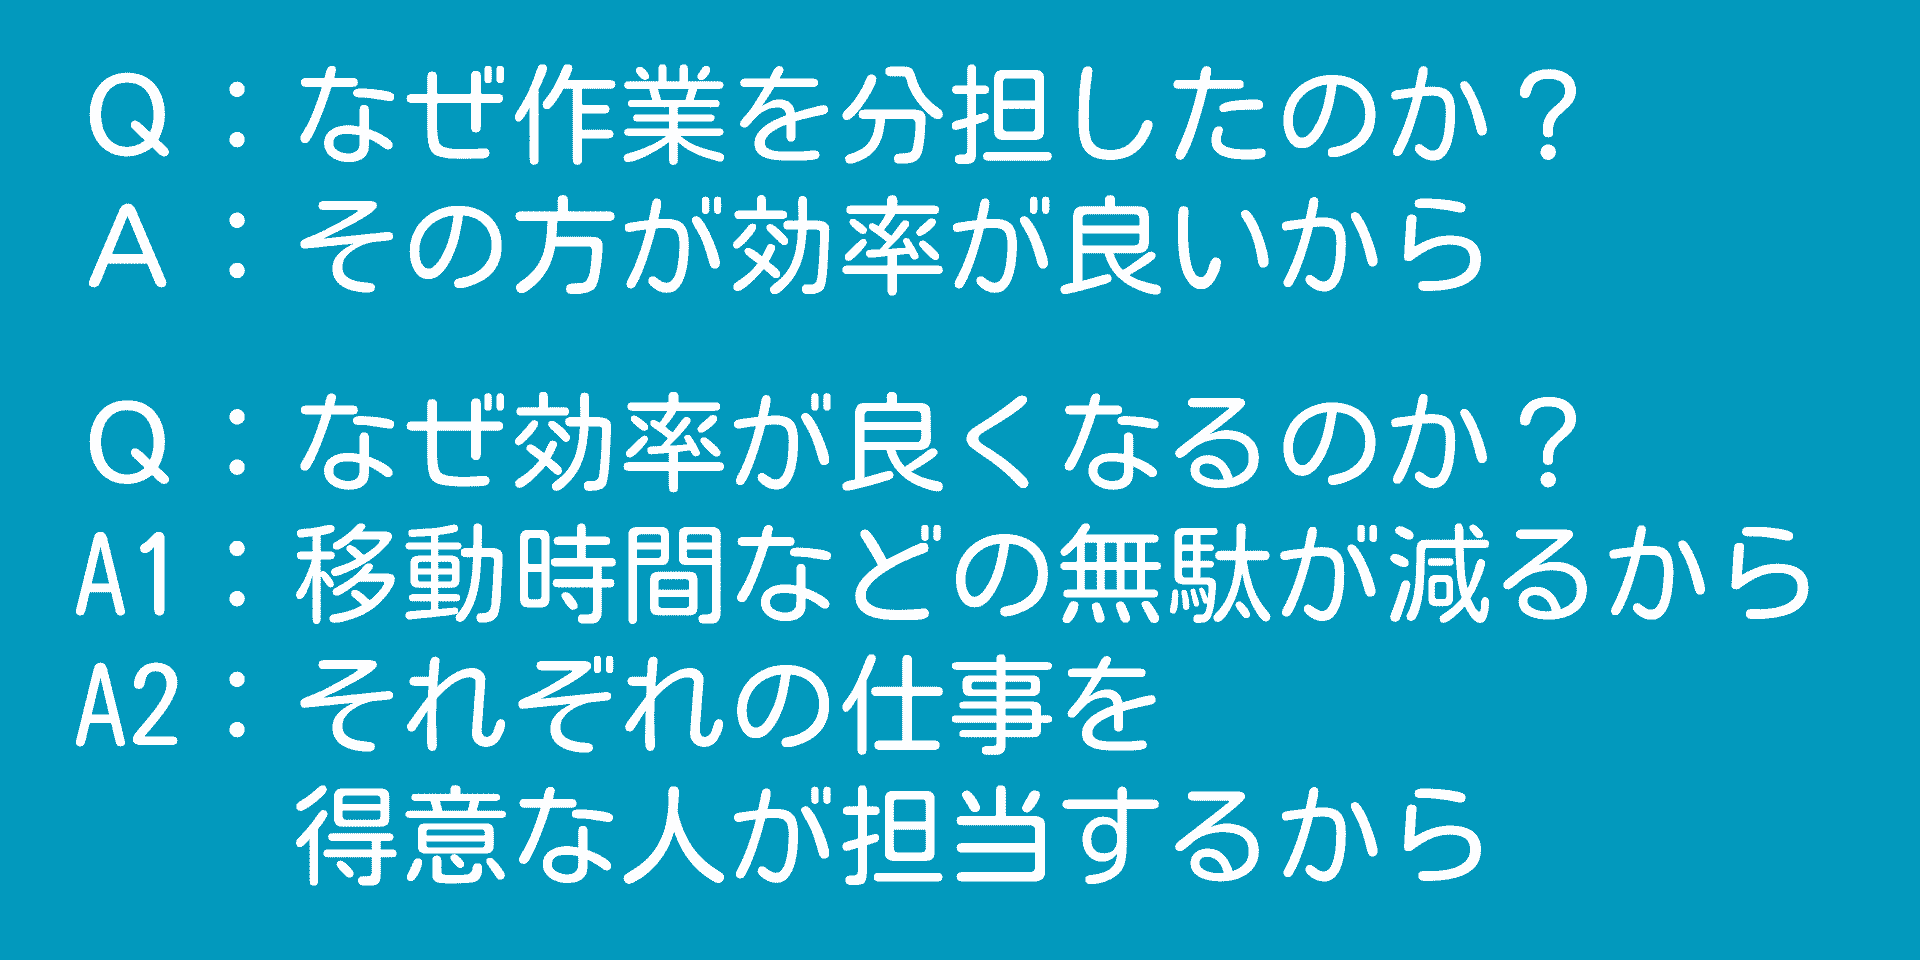 Q：なぜ作業を分担したのか？
A：その方が効率が良いから
Q：なぜ効率が良くなるのか？
A1：移動時間などの無駄が減るから
A2：それぞれの仕事を
得意な人が担当するから